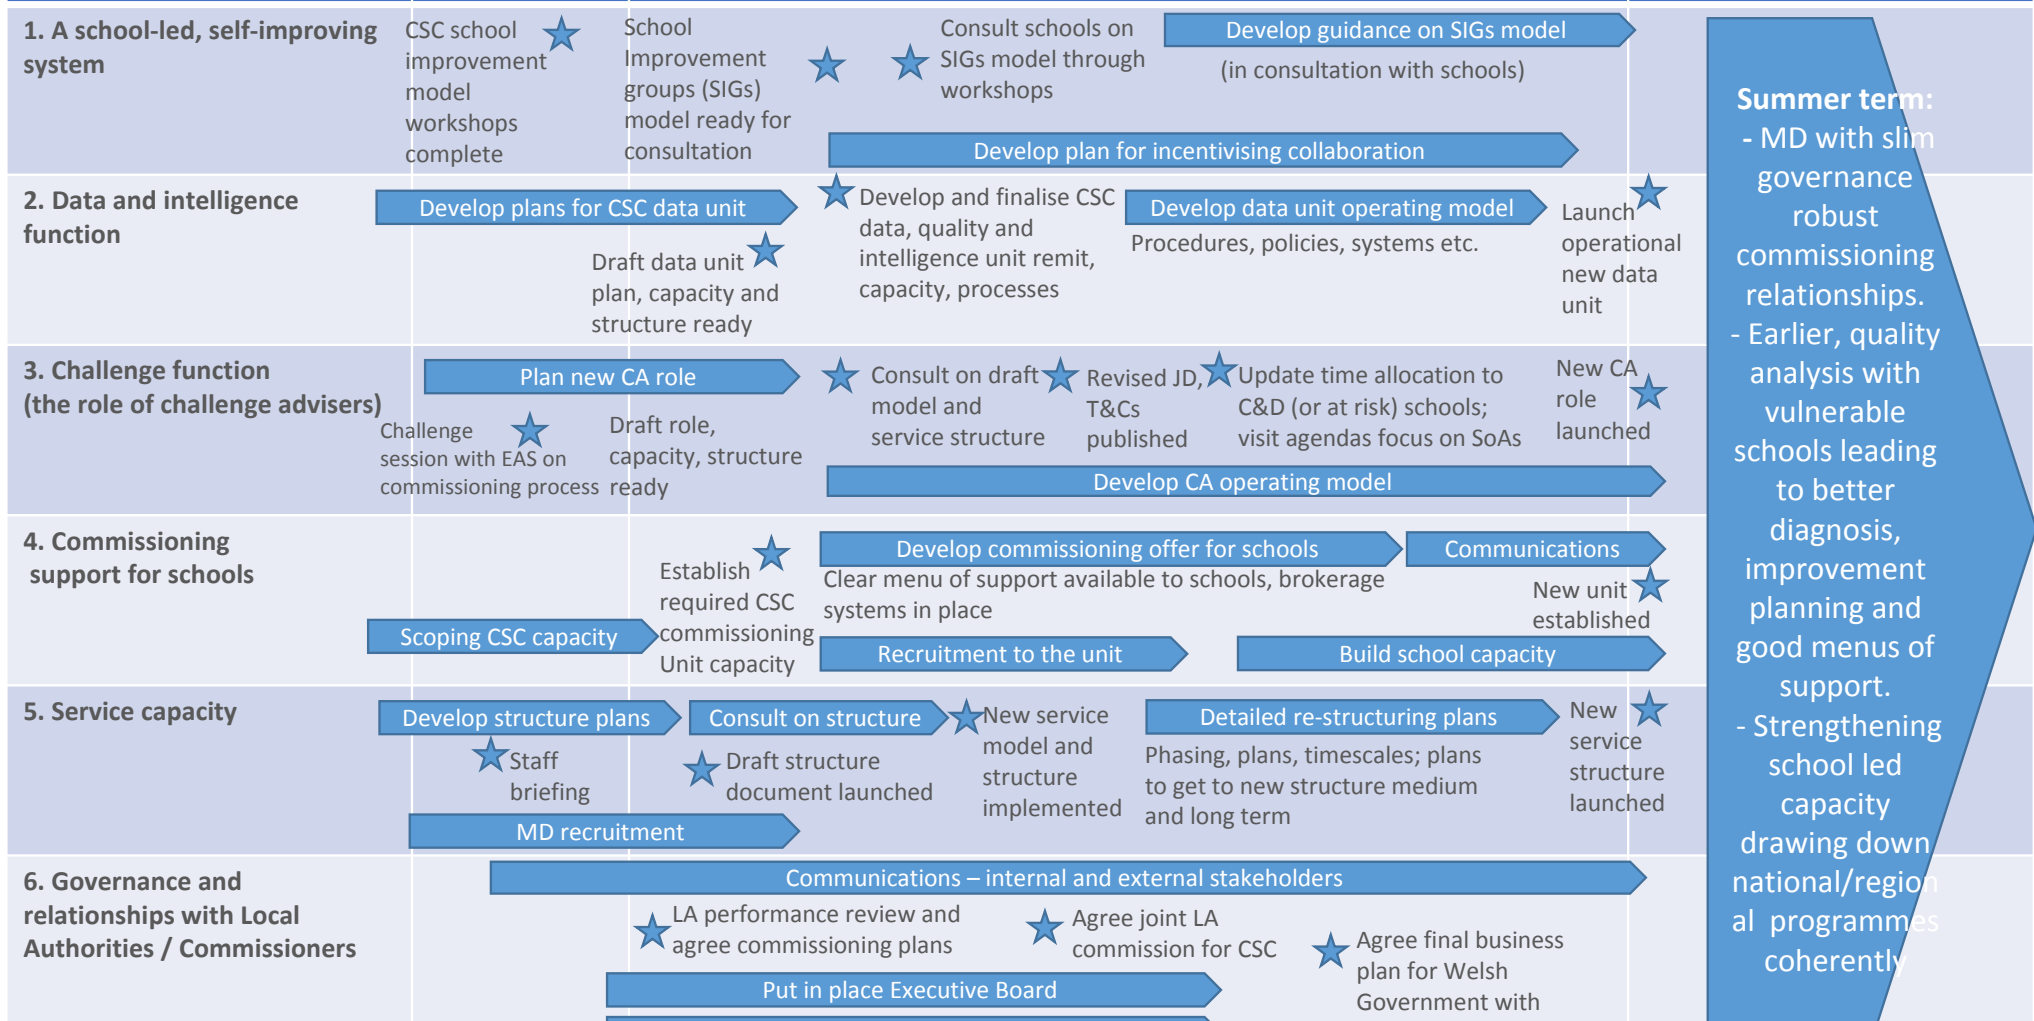 1. A school-led, self-improving
system
CSC school
improvement
model
workshops
complete
School
Improvement
groups (SIGs)
model ready for
consultation
Consult schools on
SIGs model through
workshops
Develop guidance on SIGs model
(in consultation with schools)
Develop plan for incentivising collaboration
2. Data and intelligence
function
Develop plans for CSC data unit
Draft data unit
plan, capacity and
structure ready
Develop and finalise CSC
data, quality and
intelligence unit remit,
capacity, processes
Develop data unit operating model
Procedures, policies, systems etc.
Launch
operational
new data
unit
3. Challenge function
(the role of challenge advisers)
Plan new CA role
Challenge
session with EAS on
commissioning process
Draft role,
capacity, structure
ready
Consult on draft
model and
service structure
Revised JD,
T&Cs
published
Update time allocation to
C&D (or at risk) schools;
visit agendas focus on SoAs
New CA
role
launched
Develop CA operating model
4. Commissioning
support for schools
Scoping CSC capacity
Establish
required CSC
commissioning
Unit capacity
Develop commissioning offer for schools
Clear menu of support available to schools, brokerage
systems in place
Communications
New unit
established
Recruitment to the unit
Build school capacity
5. Service capacity
Develop structure plans
Staff
briefing
MD recruitment
Consult on structure
Draft structure
document launched
New service
model and
structure
implemented
Detailed re-structuring plans
Phasing, plans, timescales; plans
to get to new structure medium
and long term
New
service
structure
launched
6. Governance and
relationships with Local
Authorities / Commissioners
Communications – internal and external stakeholders
LA performance review and
agree commissioning plans
Agree joint LA
commission for CSC
Agree final business
plan for Welsh
Government with
Put in place Executive Board
Summer term:
- MD with slim
governance
robust
commissioning
relationships.
- Earlier, quality
analysis with
vulnerable
schools leading
to better
diagnosis,
improvement
planning and
good menus of
support.
- Strengthening
school led
capacity
drawing down
national/region
al programmes
coherently